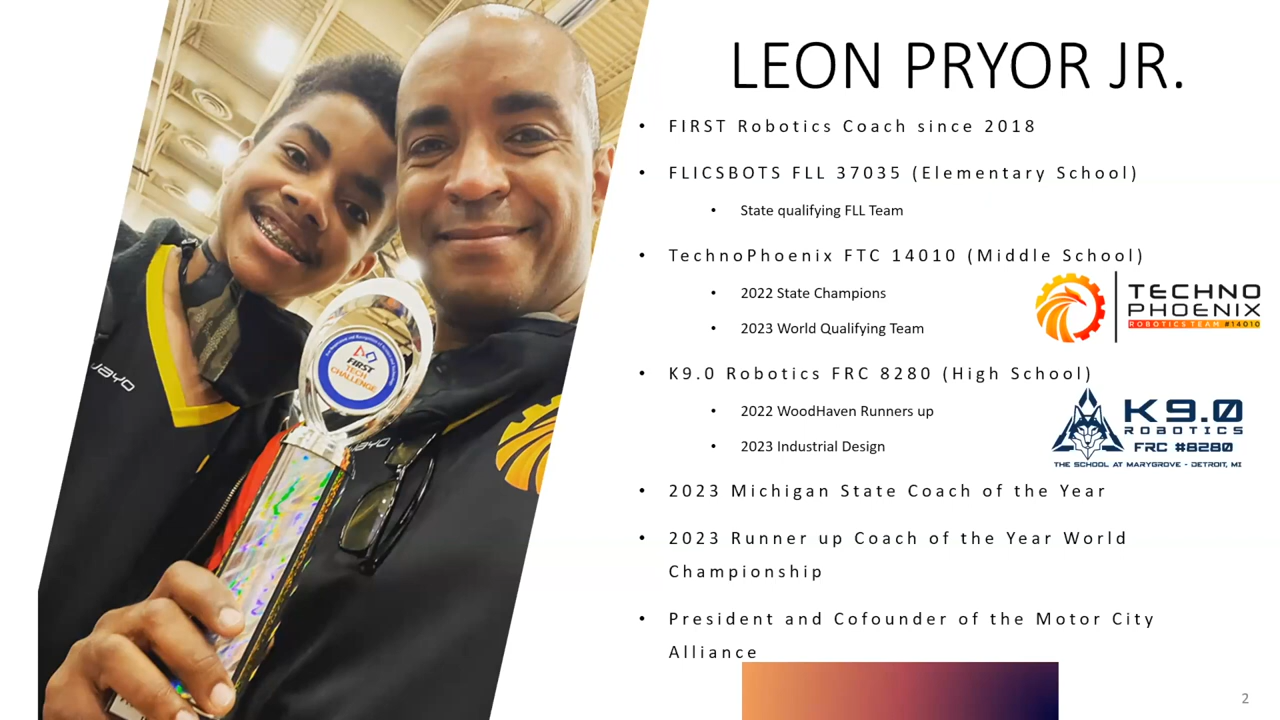 LEON PRYOR JR.
• FIRST Robotics Coach since 2018
• FLICSBOTS FLL 37035 (Elementary School)
• State qualifying FLL Team
• TechnoPhoenix FTC 14010 (Middle School)
• 2022 State Champions
• 2023 World Qualifying Team
TECHNO
PHOENIX
ROBOTICS TEAM #14010
• K9.0 Robotics FRC 8280 (High School)
• 2022 WoodHaven Runners up
• 2023 Industrial Design
K9.0
ROBOTICS
FRC #8280
THE SCHOOL AT MARYGROVE - DETROIT, MI
• 2023 Michigan State Coach of the Year
• 2023 Runner up Coach of the Year World
Championship
• President and Cofounder of the Motor City
Alliance
2
FIRST
TECH
CHALLENGE